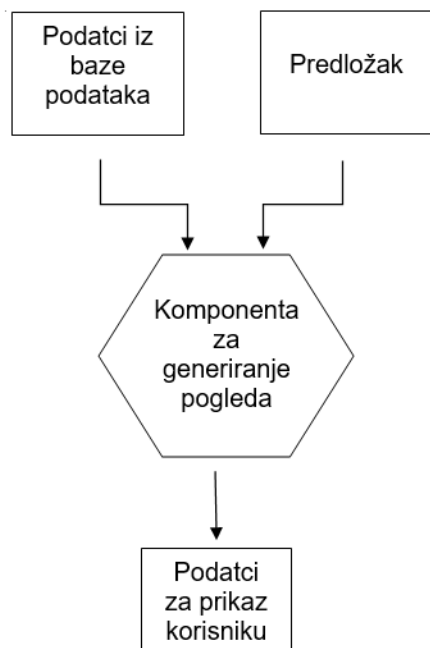 Podatci iz
baze
podataka
Predložak
Komponenta
za
generiranje
pogleda
Podatci
za prikaz
korisniku